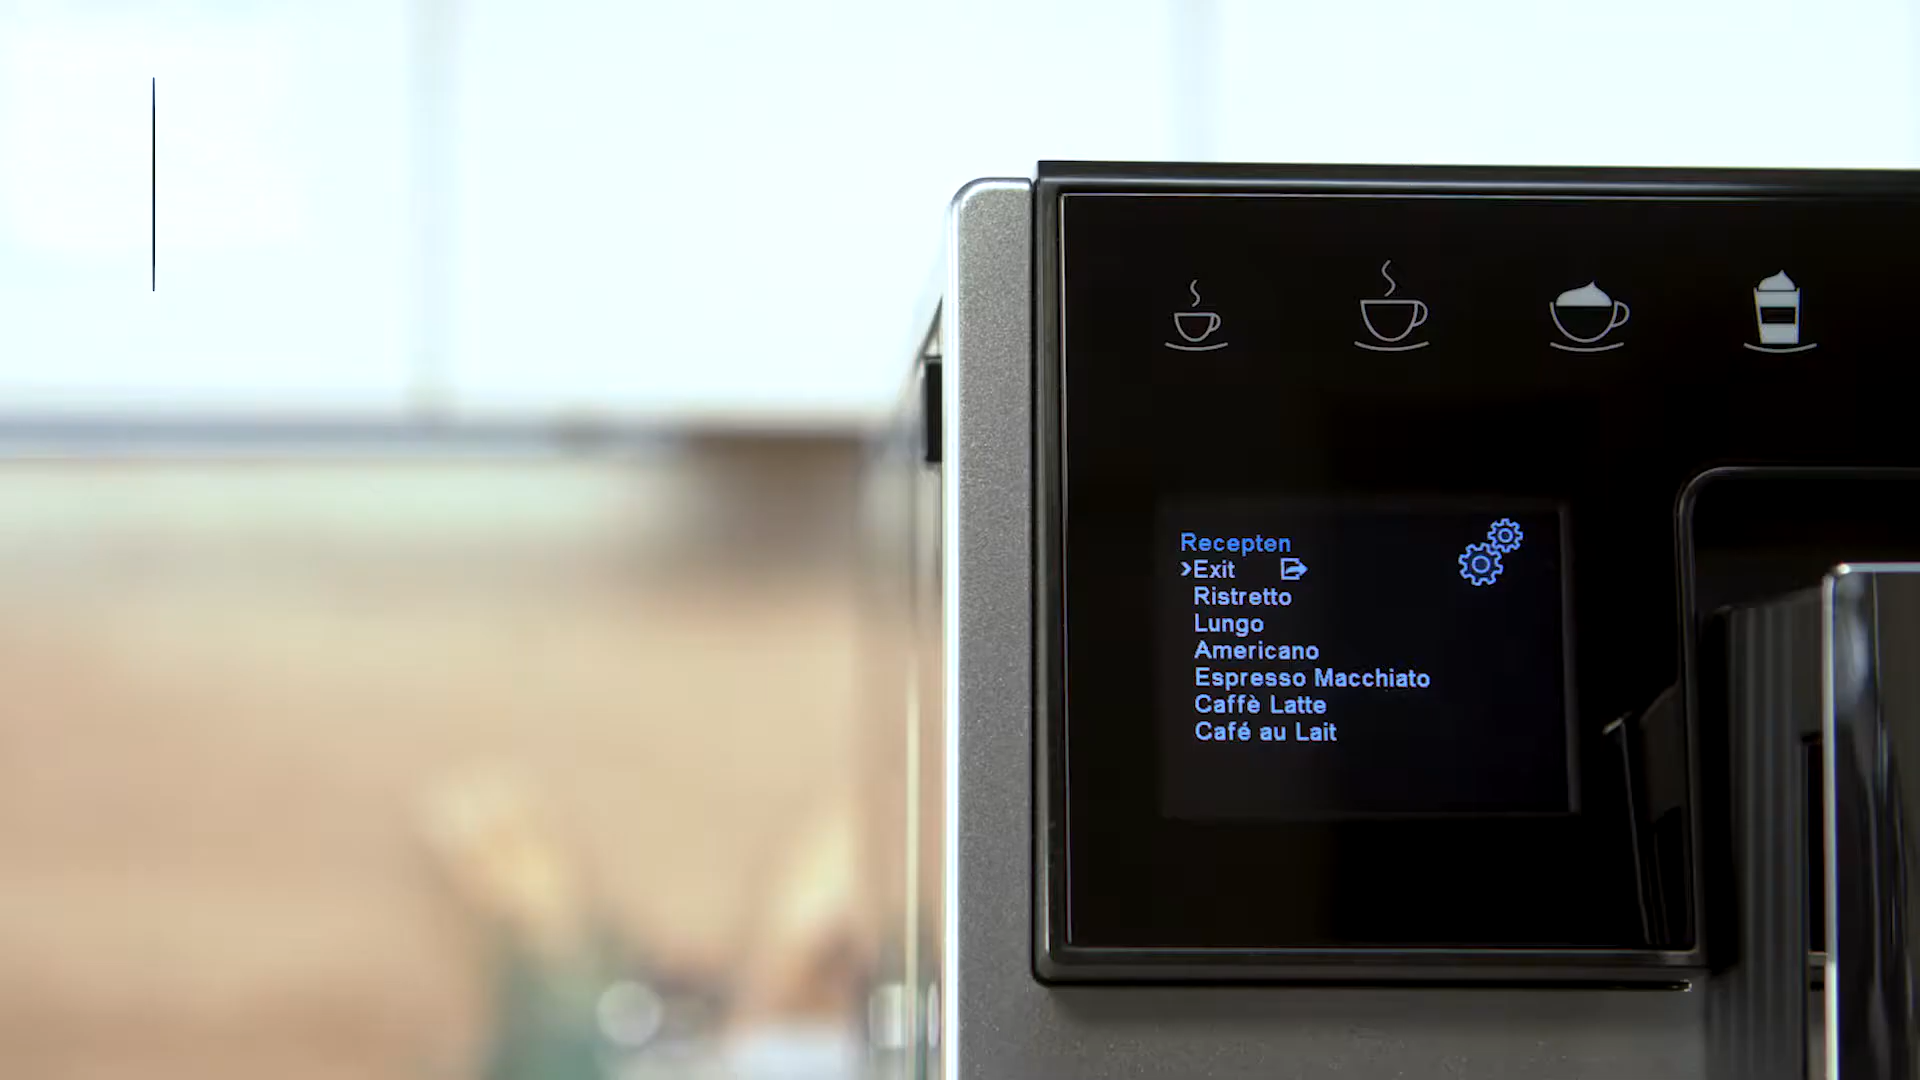 Recepten
›Exit
Ristretto
Lungo
Americano
Espresso Macchiato
Caffè Latte
Café au Lait